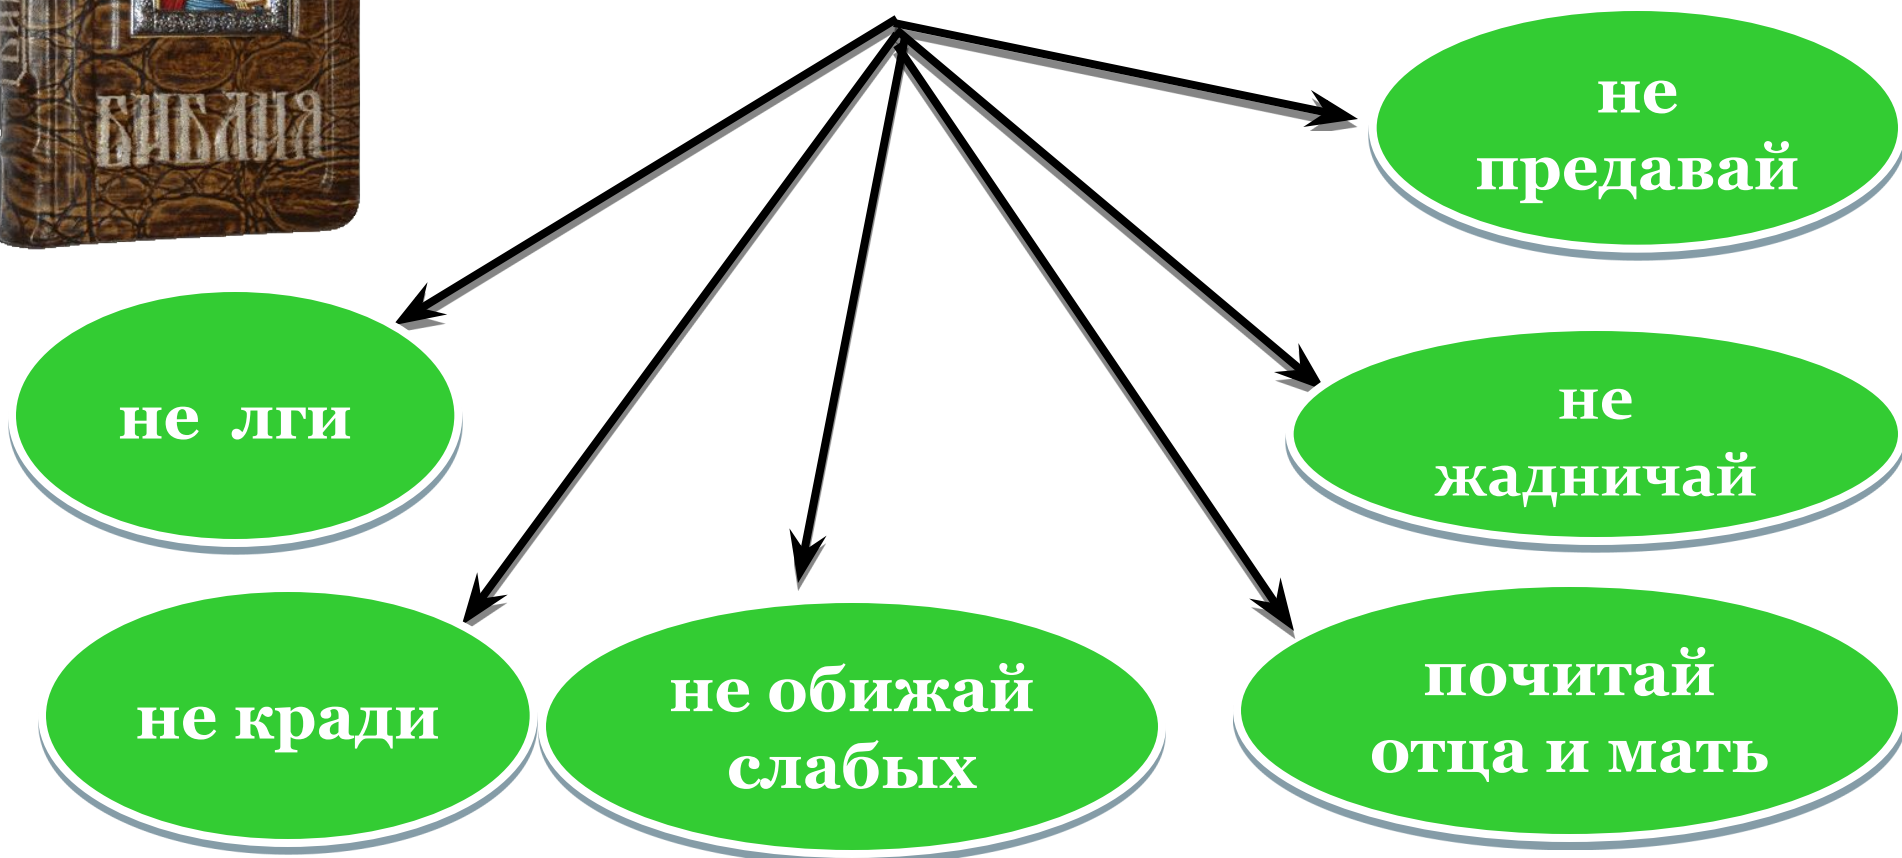 БИБЛИЯ
не
предавай
не лги
не
жадничай
не кради
не обижай
слабых
почитай
отца и мать